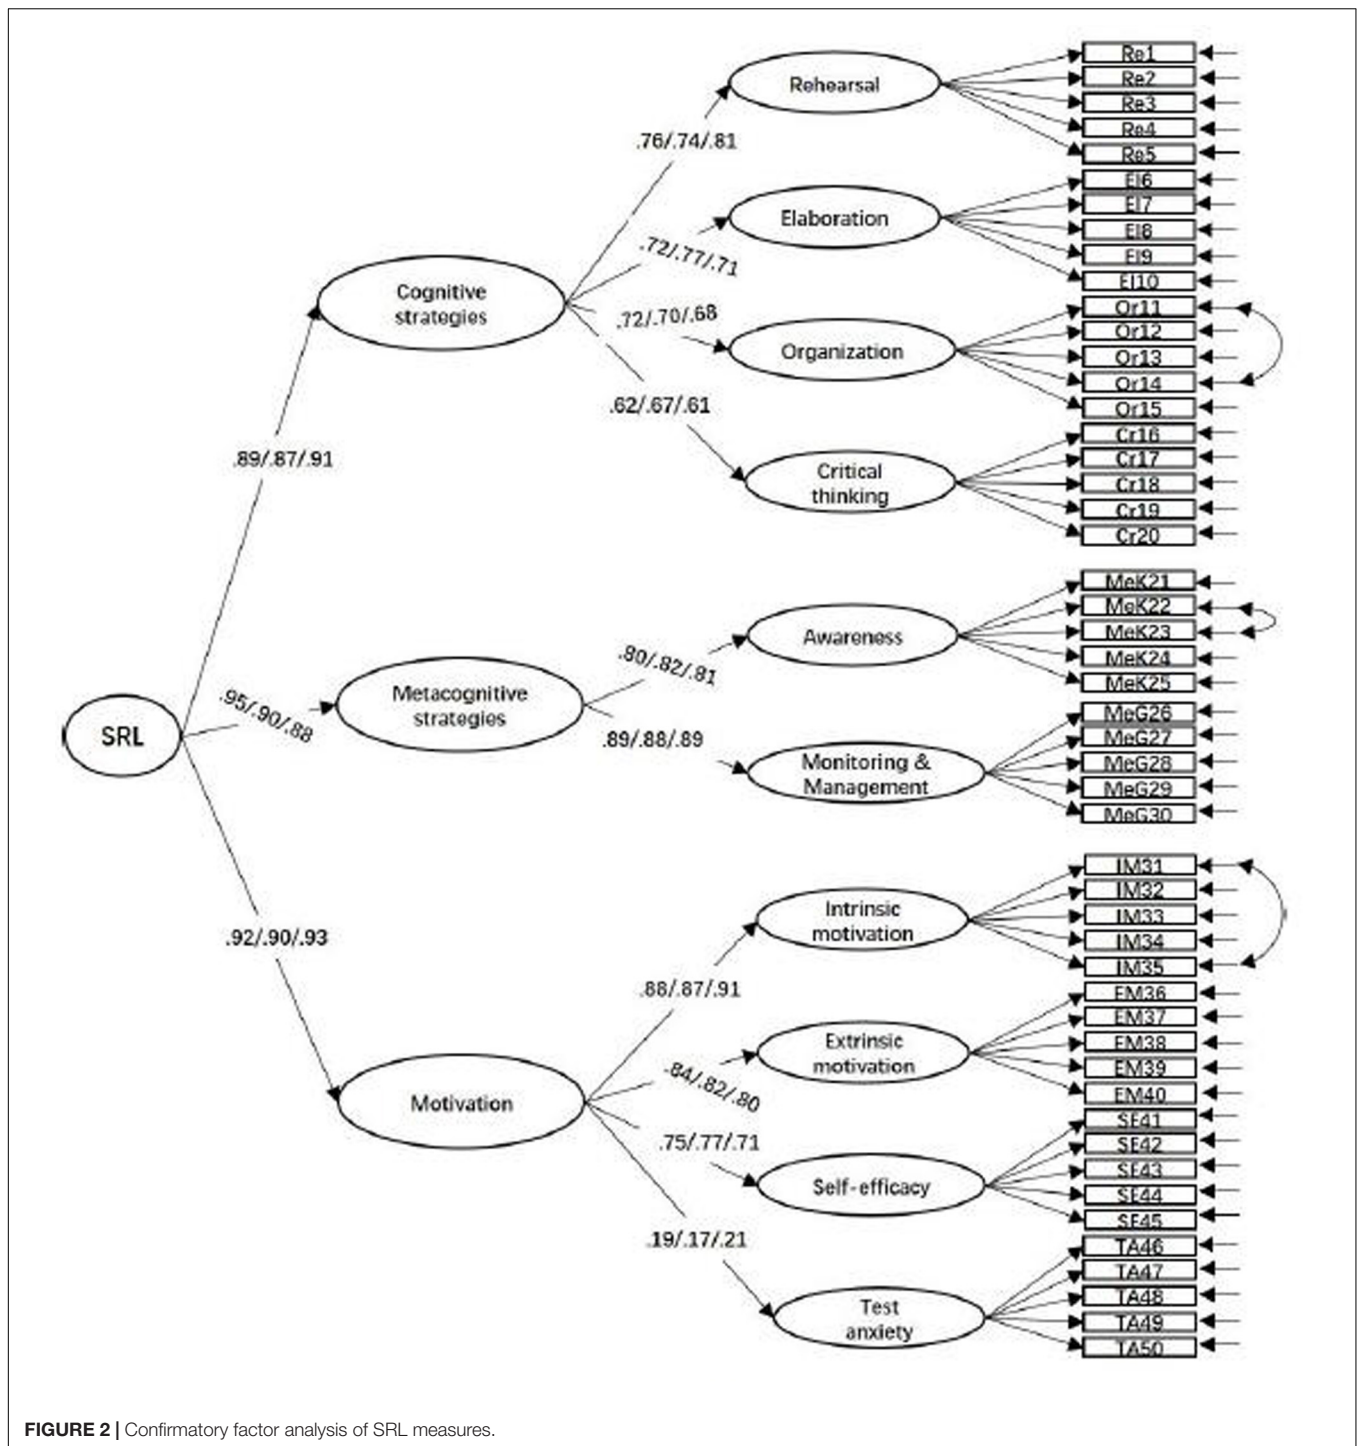 Re1
Re2
Re3
Re4
Re5
Rehearsal
.76/.74/.81
El6
El7
El8
El9
El10
Elaboration
.72/.77/.71
Cognitive
strategies
Or11
Or12
Or13
Or14
Or15
Organization
.72/.70/.68
.62/.67/.61
Cr16
Cr17
Cr18
Cr19
Cr20
Critical
thinking
.89/.87/.91
MeK21
MeK22
MeK23
MeK24
MeK25
Awareness
.80/.82/.81
SRL
.95/.90/.88
Metacognitive
strategies
.89/.88/.89
MeG26
MeG27
MeG28
MeG29
MeG30
Monitoring &
Management
IM31
IM32
IM33
IM34
IM35
Intrinsic
motivation
.92/.90/.93
.88/.87/.91
EM36
EM37
EM38
EM39
EM40
Extrinsic
motivation
.84/.82/.80
Motivation
SE41
SE42
SE43
SE44
SE45
.75/.77/.71
Self-efficacy
.19/.17/.21
TA46
TA47
TA48
TA49
TA50
Test
anxiety
FIGURE 2 | Confirmatory factor analysis of SRL measures.